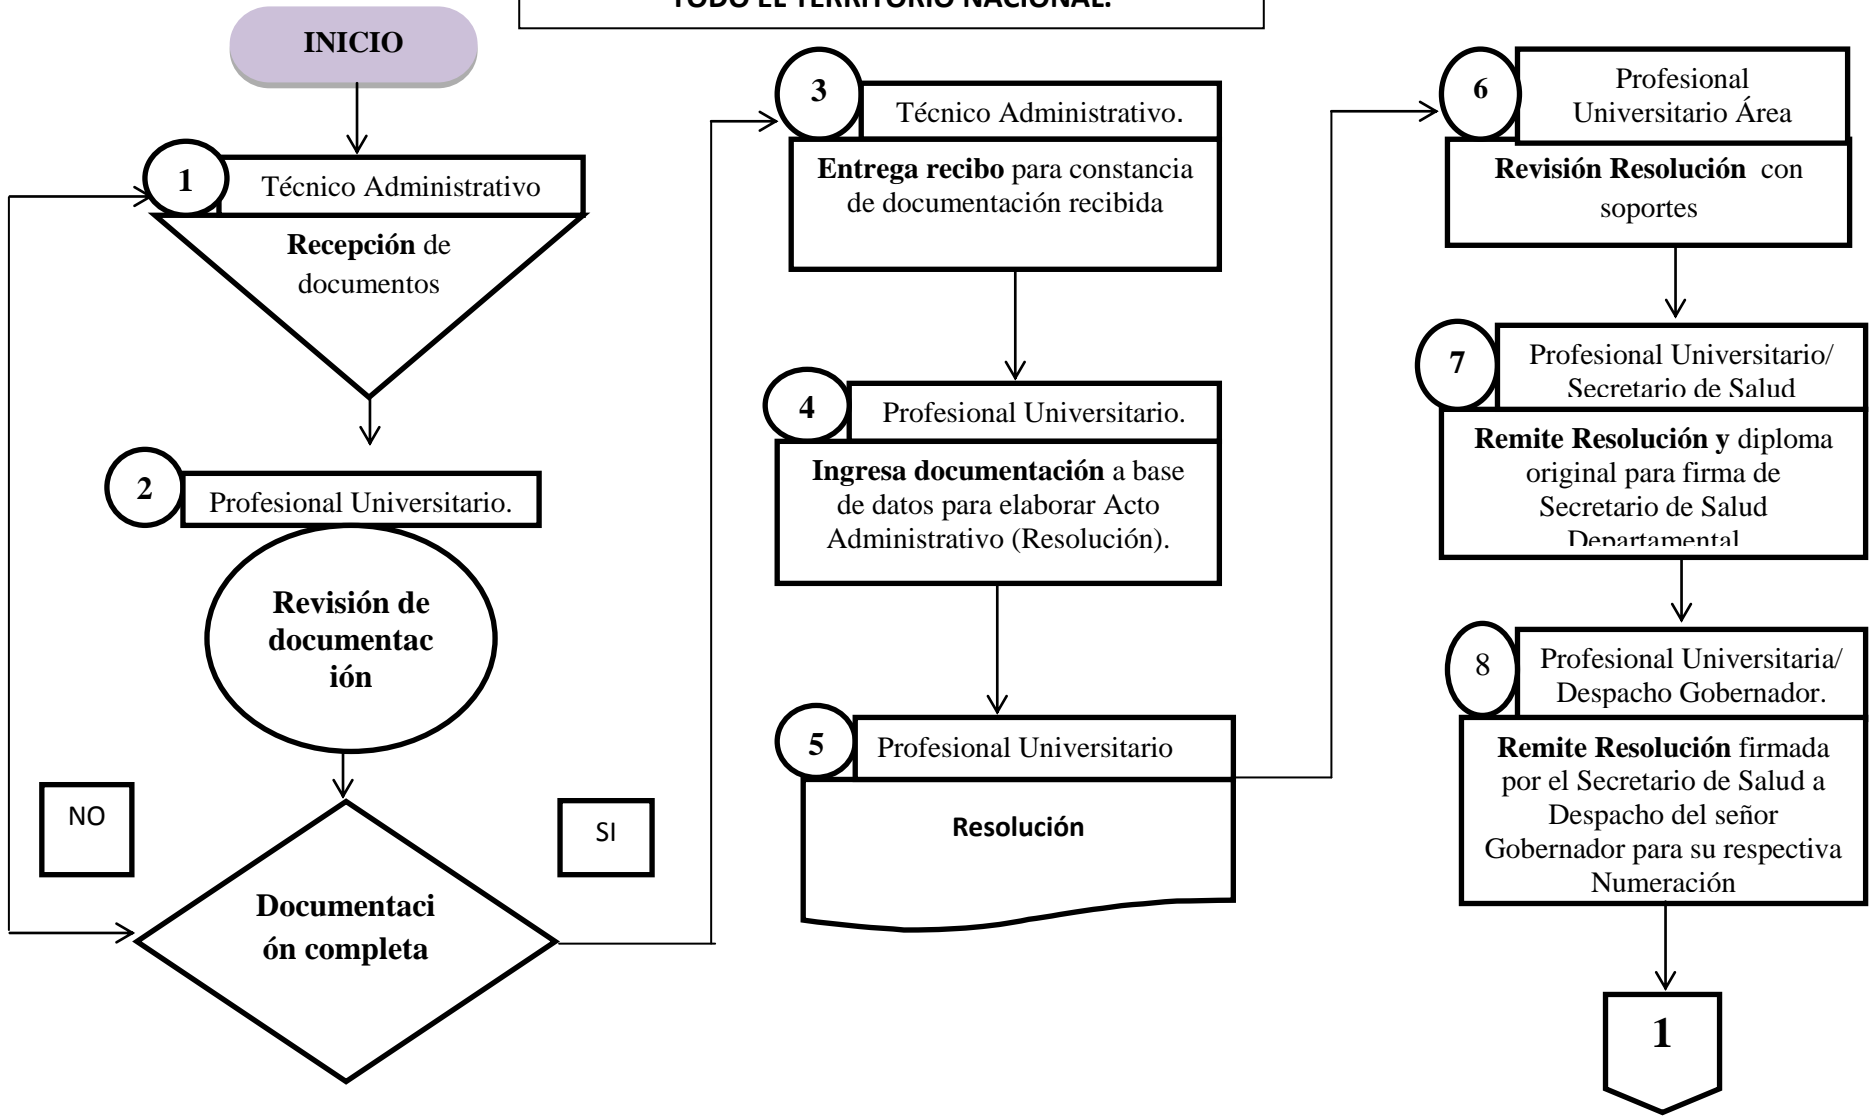 TODO EL TERRITORIO NACIONAL.
INICIO
1
Técnico Administrativo
Recepción de
documentos
2
Profesional Universitario.
Revisión de
documentac
ión
NO
SI
Documentaci
ón completa
3
Técnico Administrativo.
Entrega recibo para constancia
de documentación recibida
4
Profesional Universitario.
Ingresa documentación a base
de datos para elaborar Acto
Administrativo (Resolución).
5
Profesional Universitario
Resolución
6
Profesional
Universitario Área
Revisión Resolución con
soportes
7
Profesional Universitario/
Secretario de Salud
Remite Resolución y diploma
original para firma de
Secretario de Salud
Departamental
8
Profesional Universitaria/
Despacho Gobernador.
Remite Resolución firmada
por el Secretario de Salud a
Despacho del señor
Gobernador para su respectiva
Numeración
1